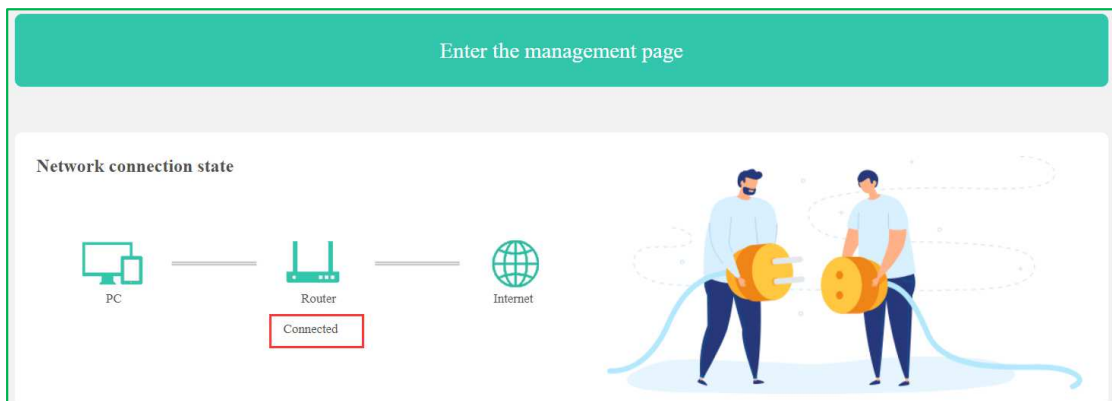 Enter the management page
Network connection state
PC
Router
Internet
Connected